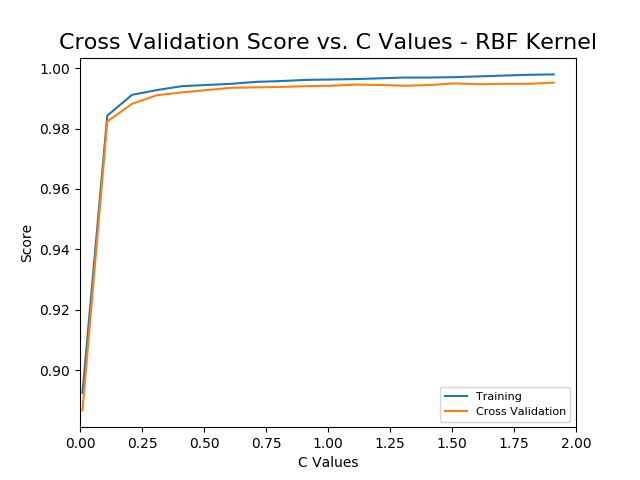 Cross Validation Score vs. C Values - RBF Kernel
1.00
0.98
0.96
0.94
0.92
0.90
Score
Training
Cross Validation
0.00 0.25 0.50 0.75 1.00 1.25 1.50 1.75 2.00
C Values